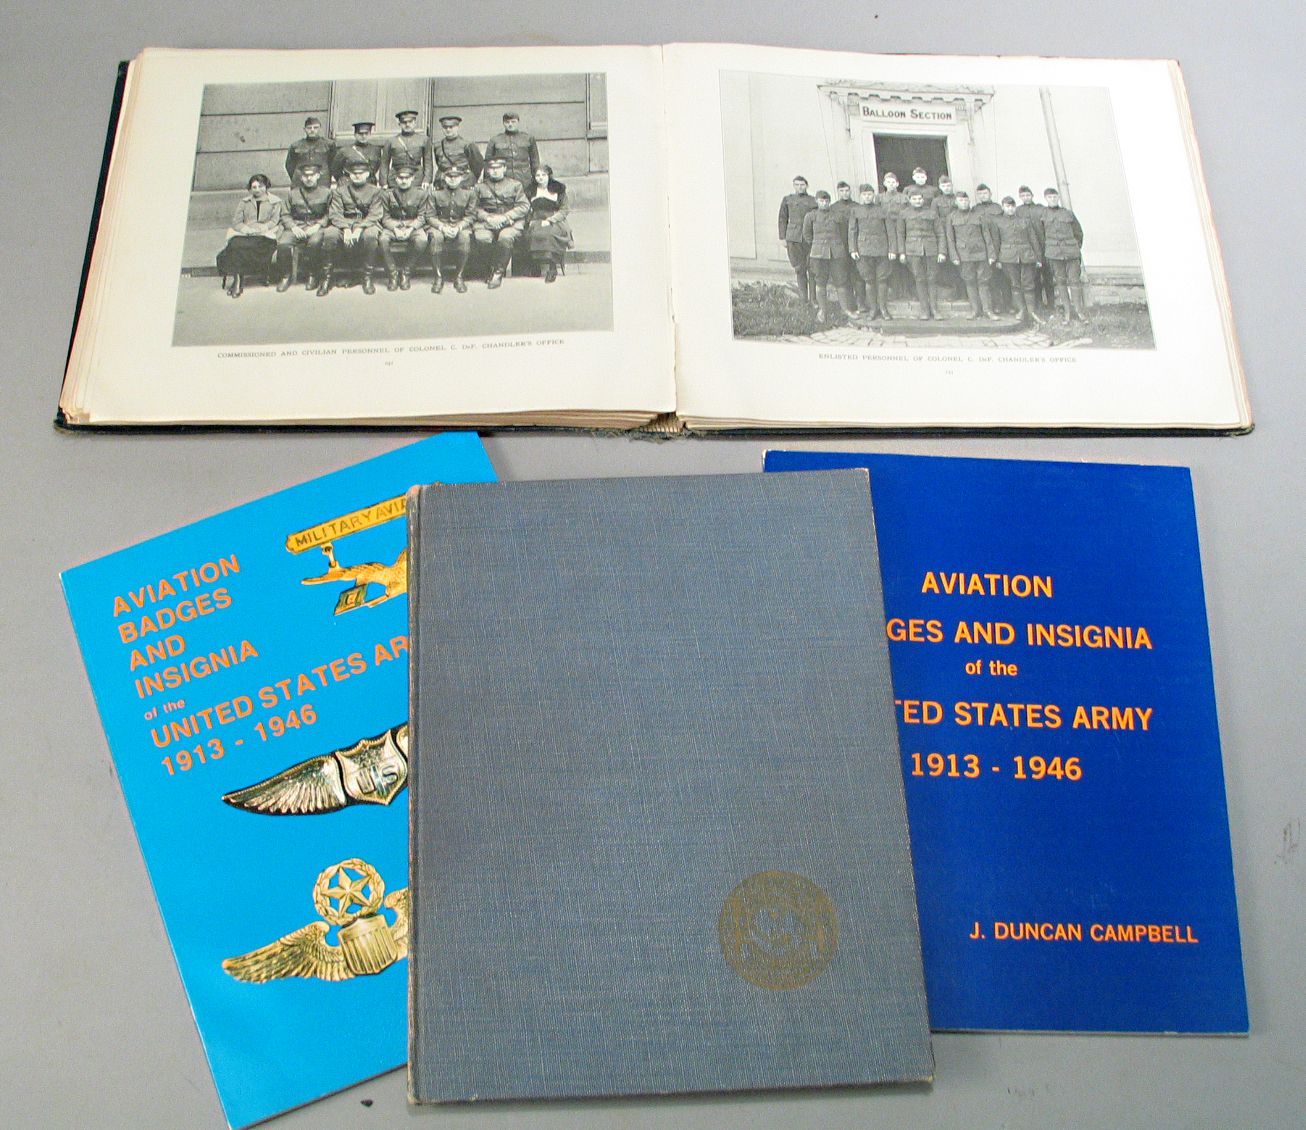 BALLOON SECTION
COMMISSIONED AND CIVILIAN PERSONNEL OF COLONEL C. DeF. CHANDLER'S OFFICE
ENLISTED PERSONNEL OF COLONEL C. DeF. CHANDLER'S OFFICE
MILITARY AVIA
AVIATION
BADGES
AND
INSIGNIA
of the
UNITED STATES AR
1913 - 1946
US
AVIATION
GES AND INSIGNIA
of the
TED STATES ARMY
1913 - 1946
J. DUNCAN CAMPBELL